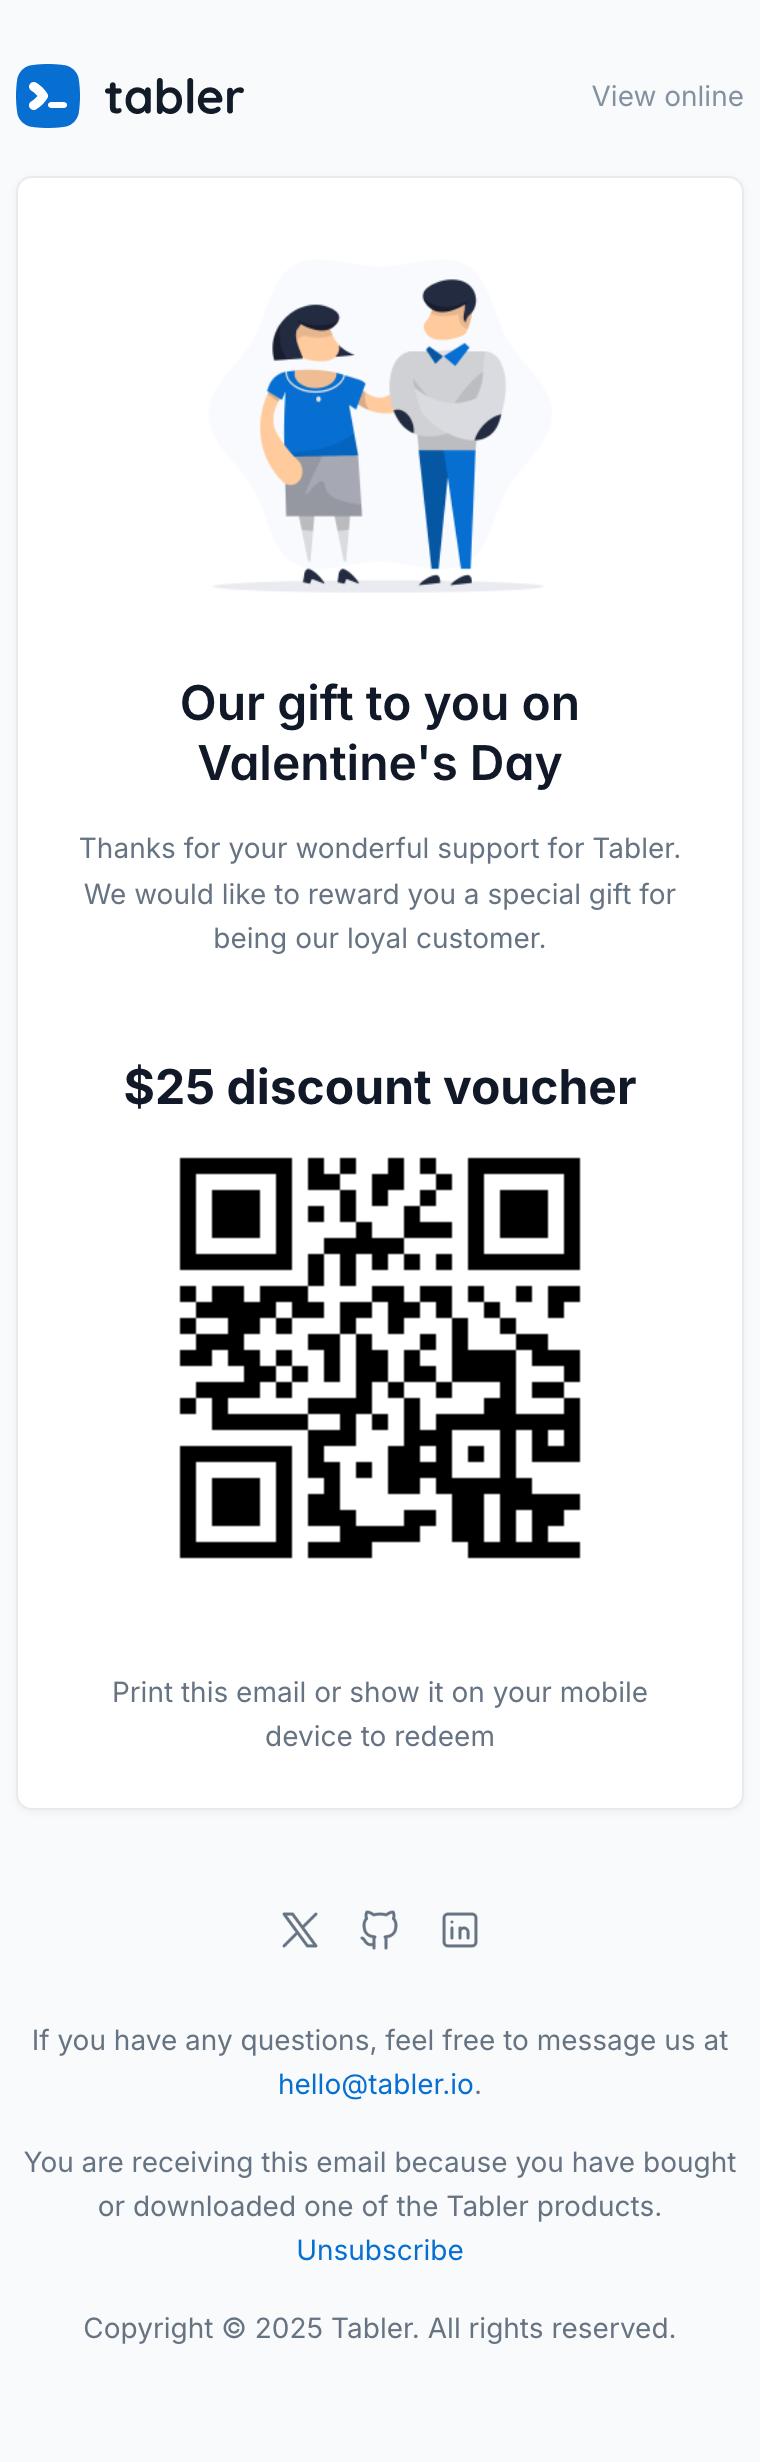 tabler
View online
Our gift to you on
Valentine's Day
Thanks for your wonderful support for Tabler.
We would like to reward you a special gift for
being our loyal customer.
$25 discount voucher
Print this email or show it on your mobile
device to redeem
If you have any questions, feel free to message us at
hello@tabler.io.
You are receiving this email because you have bought
or downloaded one of the Tabler products.
Unsubscribe
Copyright © 2025 Tabler. All rights reserved.